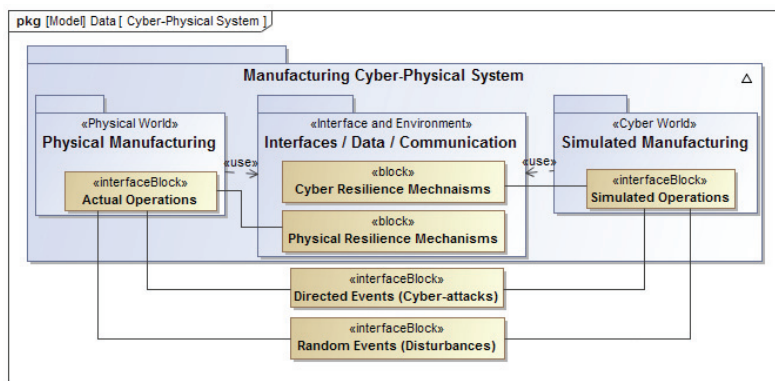 pkg [Model] Data [ Cyber-Physical System ]
Manufacturing Cyber-Physical System
«Physical World»
Physical Manufacturing
«Interface and Environment»
Interfaces / Data / Communication
«Cyber World»
Simulated Manufacturing
«use»
«use»
«block»
Cyber Resilience Mechnaisms
«interfaceBlock»
Actual Operations
«interfaceBlock»
Simulated Operations
«block»
Physical Resilience Mechanisms
«interfaceBlock»
Directed Events (Cyber-attacks)
«interfaceBlock»
Random Events (Disturbances)